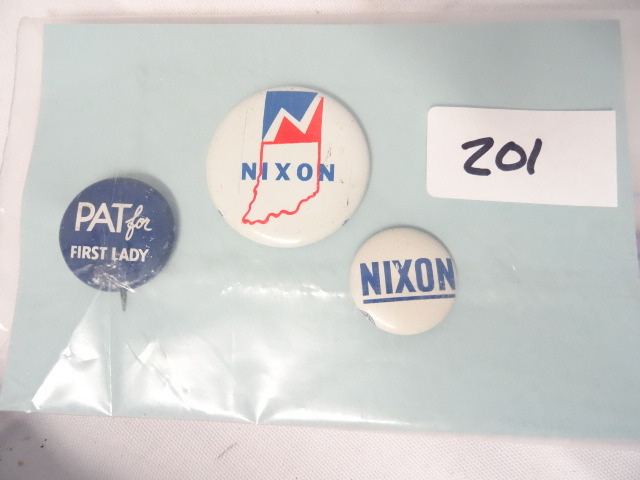 NIXON
201
PAT for
FIRST LADY
NIXON